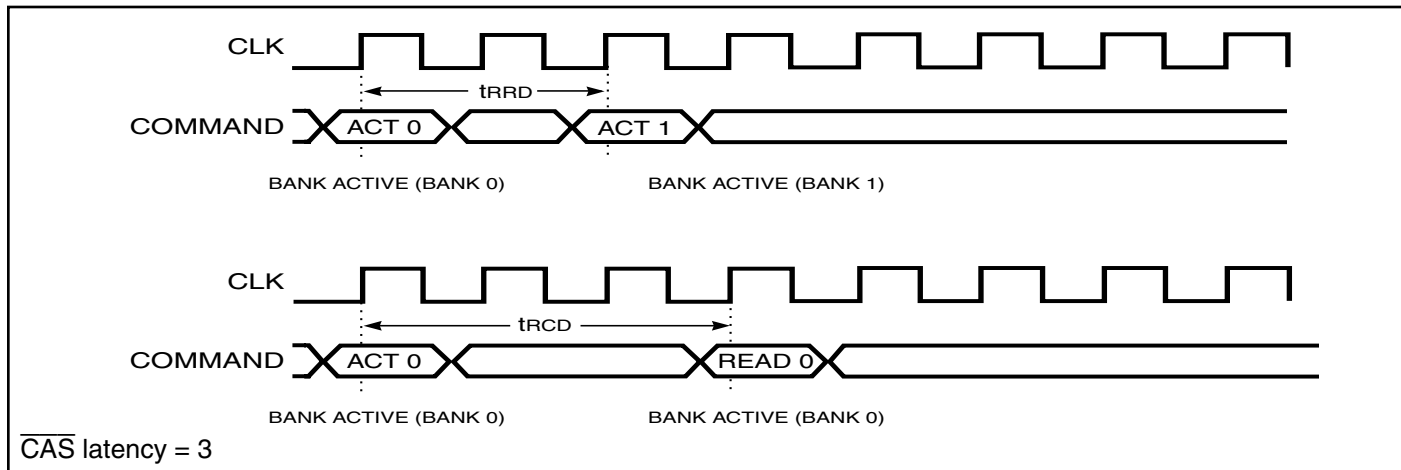 CLK
tRRD
COMMAND ACT 0 ACT 1
BANK ACTIVE (BANK 0) BANK ACTIVE (BANK 1)
CLK
tRCD
COMMAND ACT 0 READ 0
BANK ACTIVE (BANK 0) BANK ACTIVE (BANK 0)
C̅A̅S̅ latency = 3